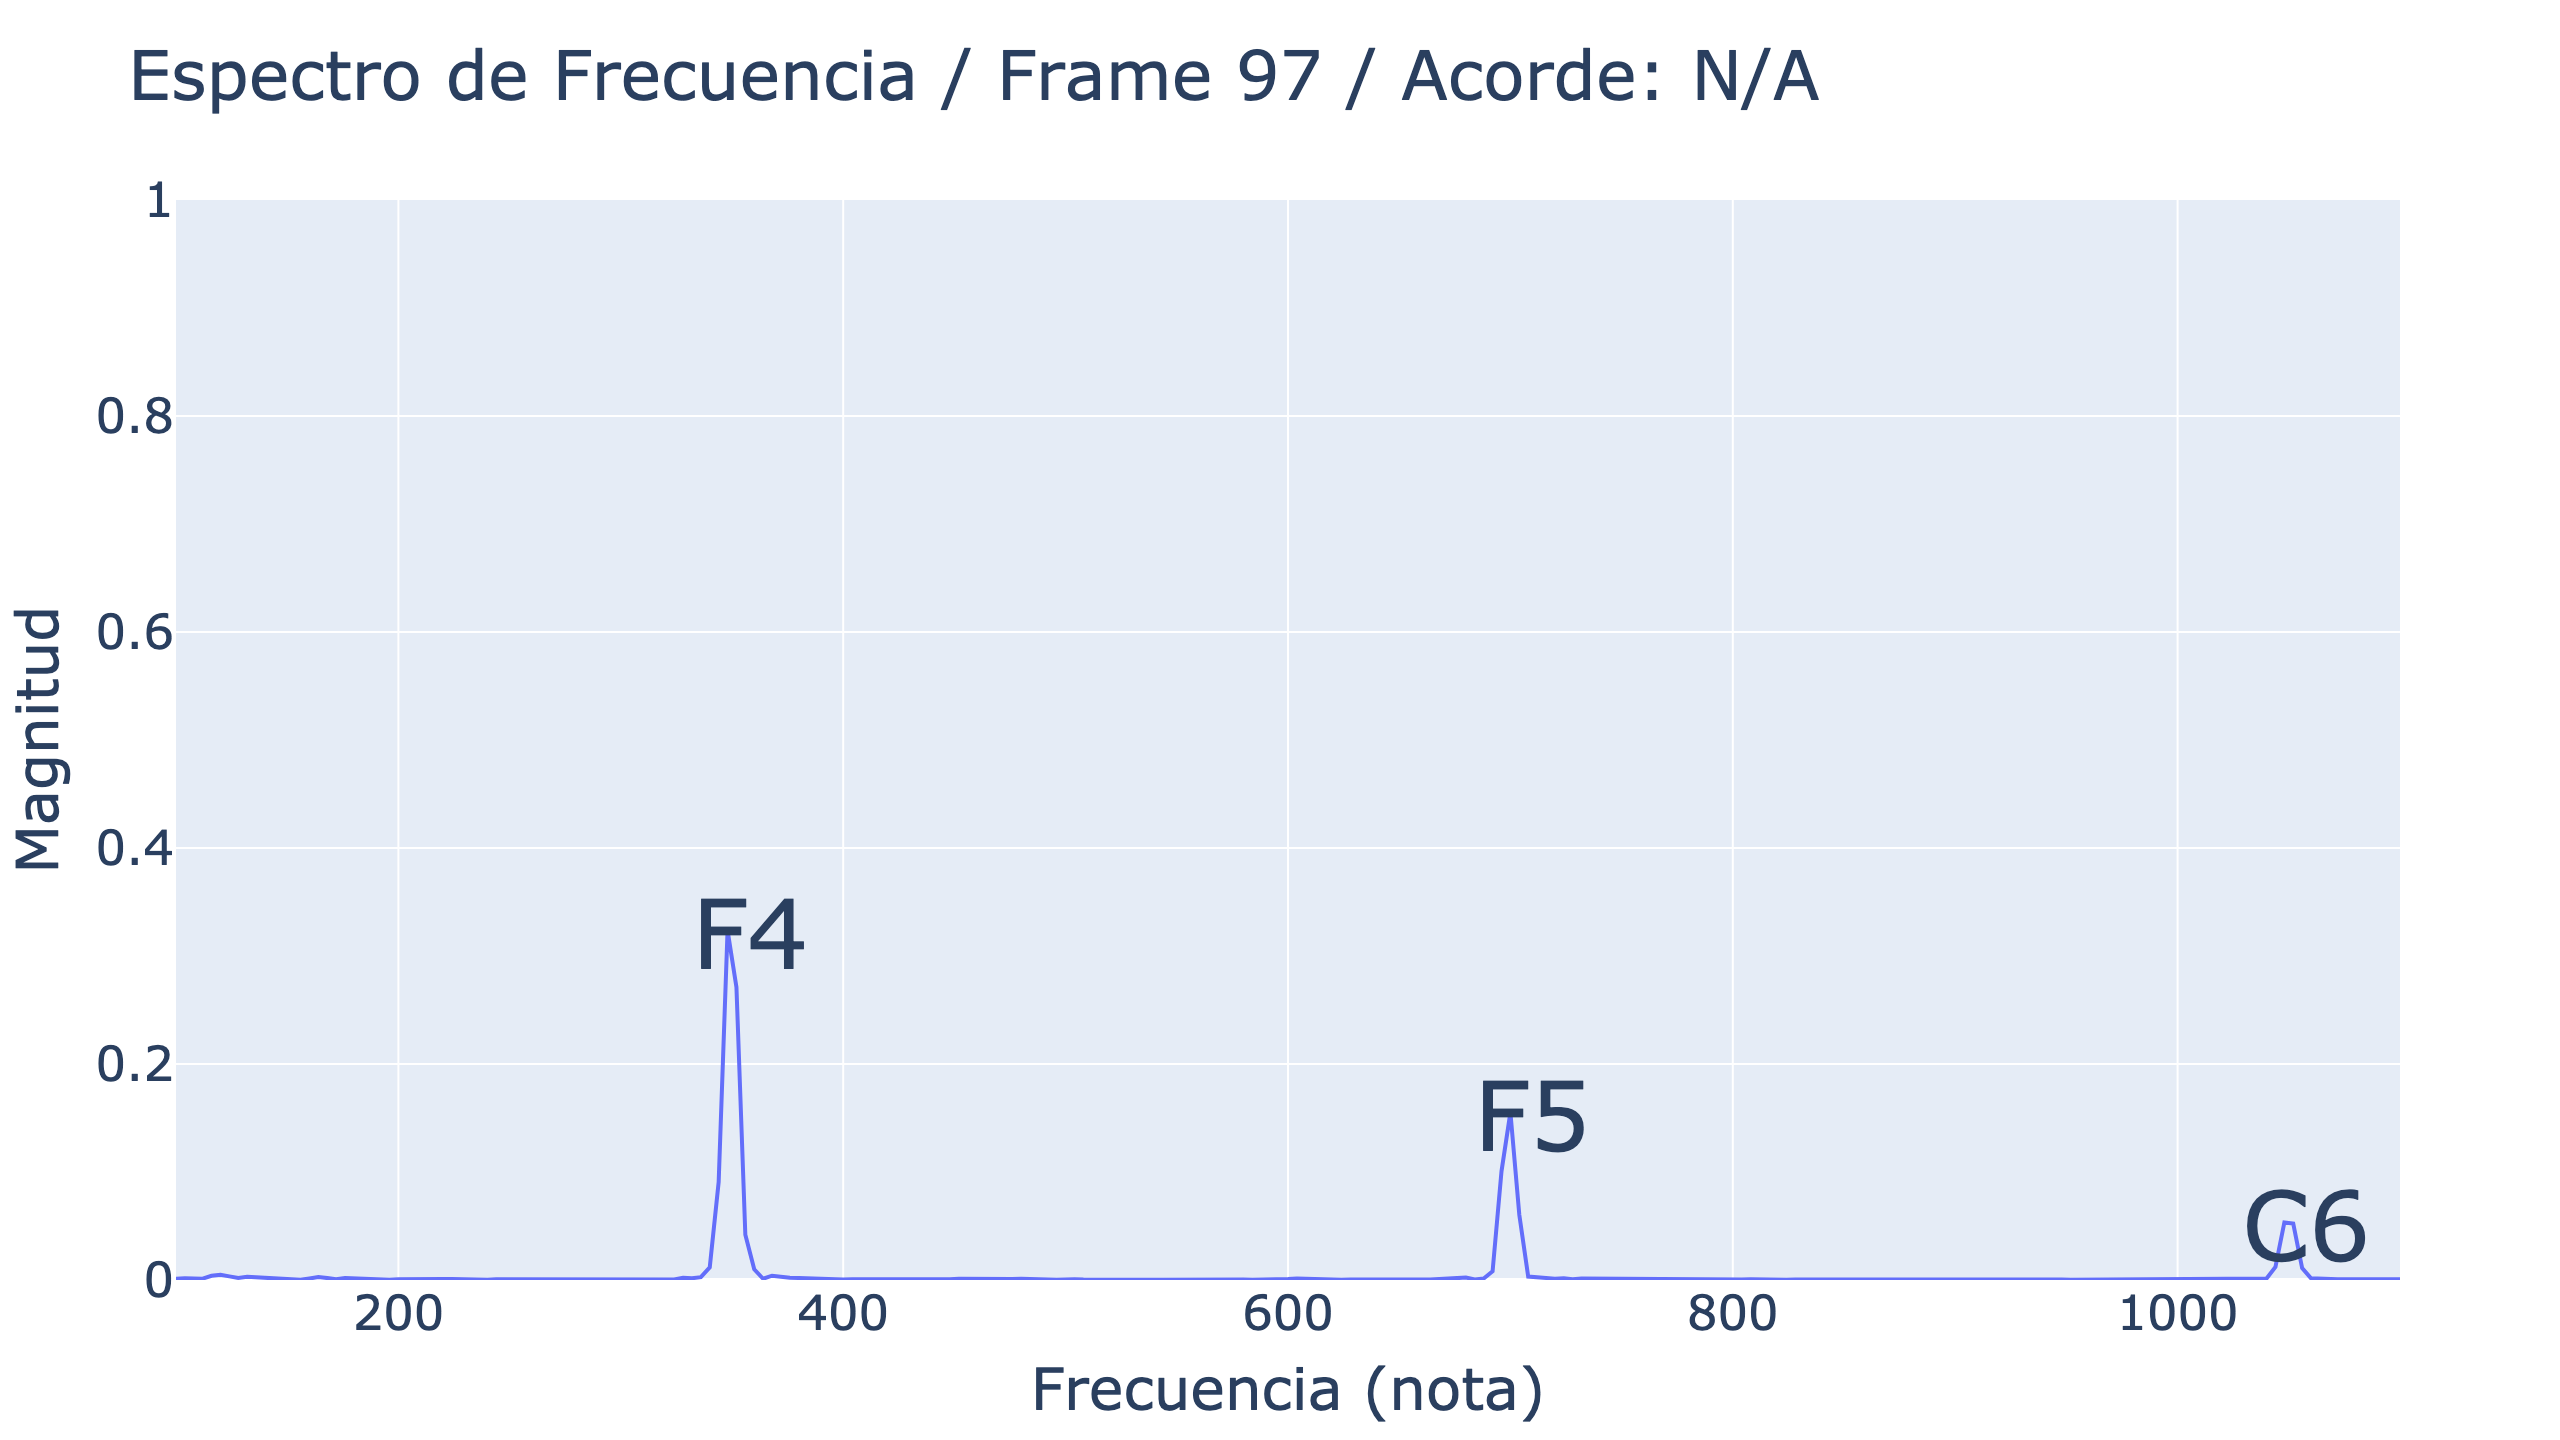 Espectro de Frecuencia / Frame 97 / Acorde: N/A
1
0.8
0.6
0.4
0.2
0
Magnitud
F4
F5
C6
200 400 600 800 1000
Frecuencia (nota)